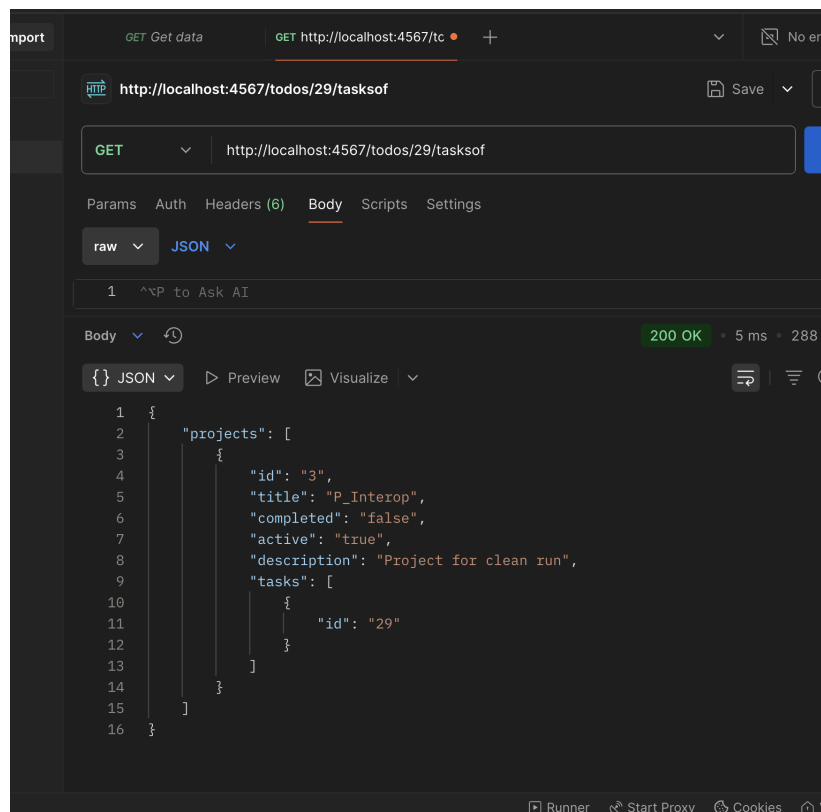 mport GET Get data GET http://localhost:4567/tc No en
HTTP http://localhost:4567/todos/29/tasksof Save
GET http://localhost:4567/todos/29/tasksof
Params Auth Headers (6) Body Scripts Settings
raw JSON
1 ^⌥P to Ask AI
Body 200 OK • 5 ms • 288
{} JSON Preview Visualize
1 {
2 "projects": [
3 {
4 "id": "3",
5 "title": "P_Interop",
6 "completed": "false",
7 "active": "true",
8 "description": "Project for clean run",
9 "tasks": [
10 {
11 "id": "29"
12 }
13 ]
14 }
15 ]
16 }
Runner Start Proxy Cookies